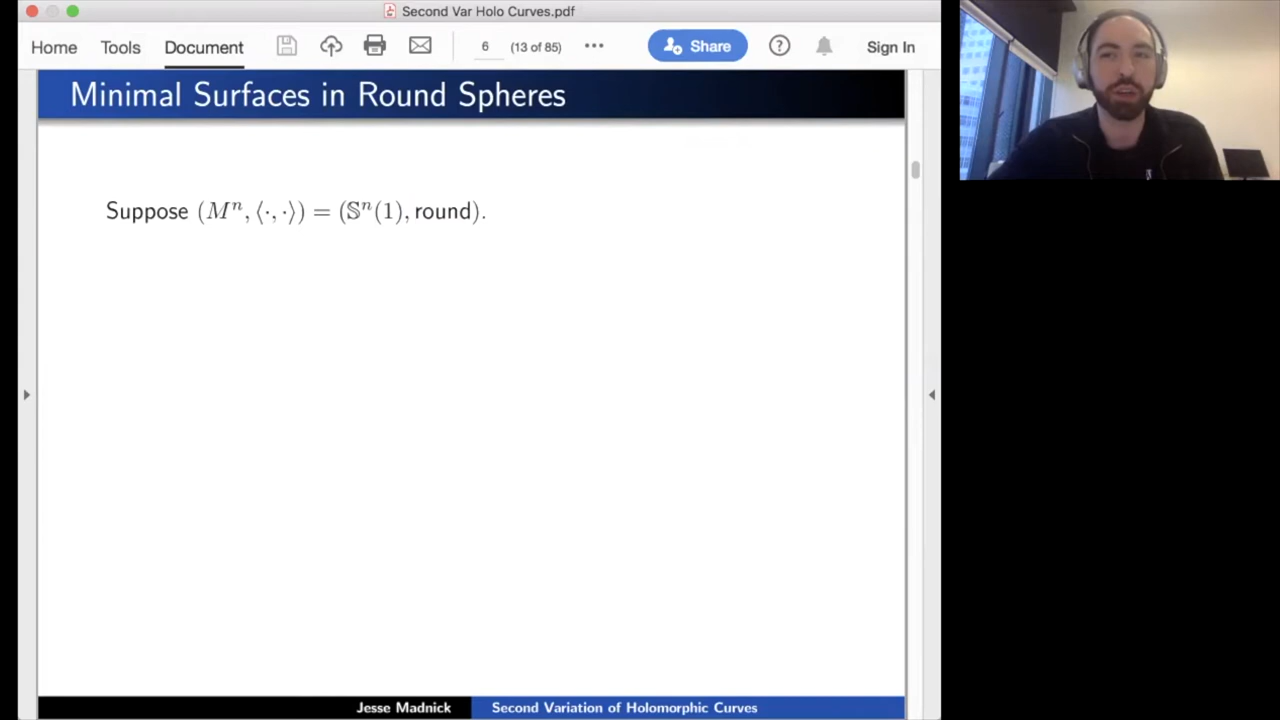 Second Var Holo Curves.pdf
Home Tools Document 6 (13 of 85) Share Sign In
Minimal Surfaces in Round Spheres
Suppose (Mⁿ, ⟨·, ·⟩) = (𝕊ⁿ(1), round).
Jesse Madnick Second Variation of Holomorphic Curves